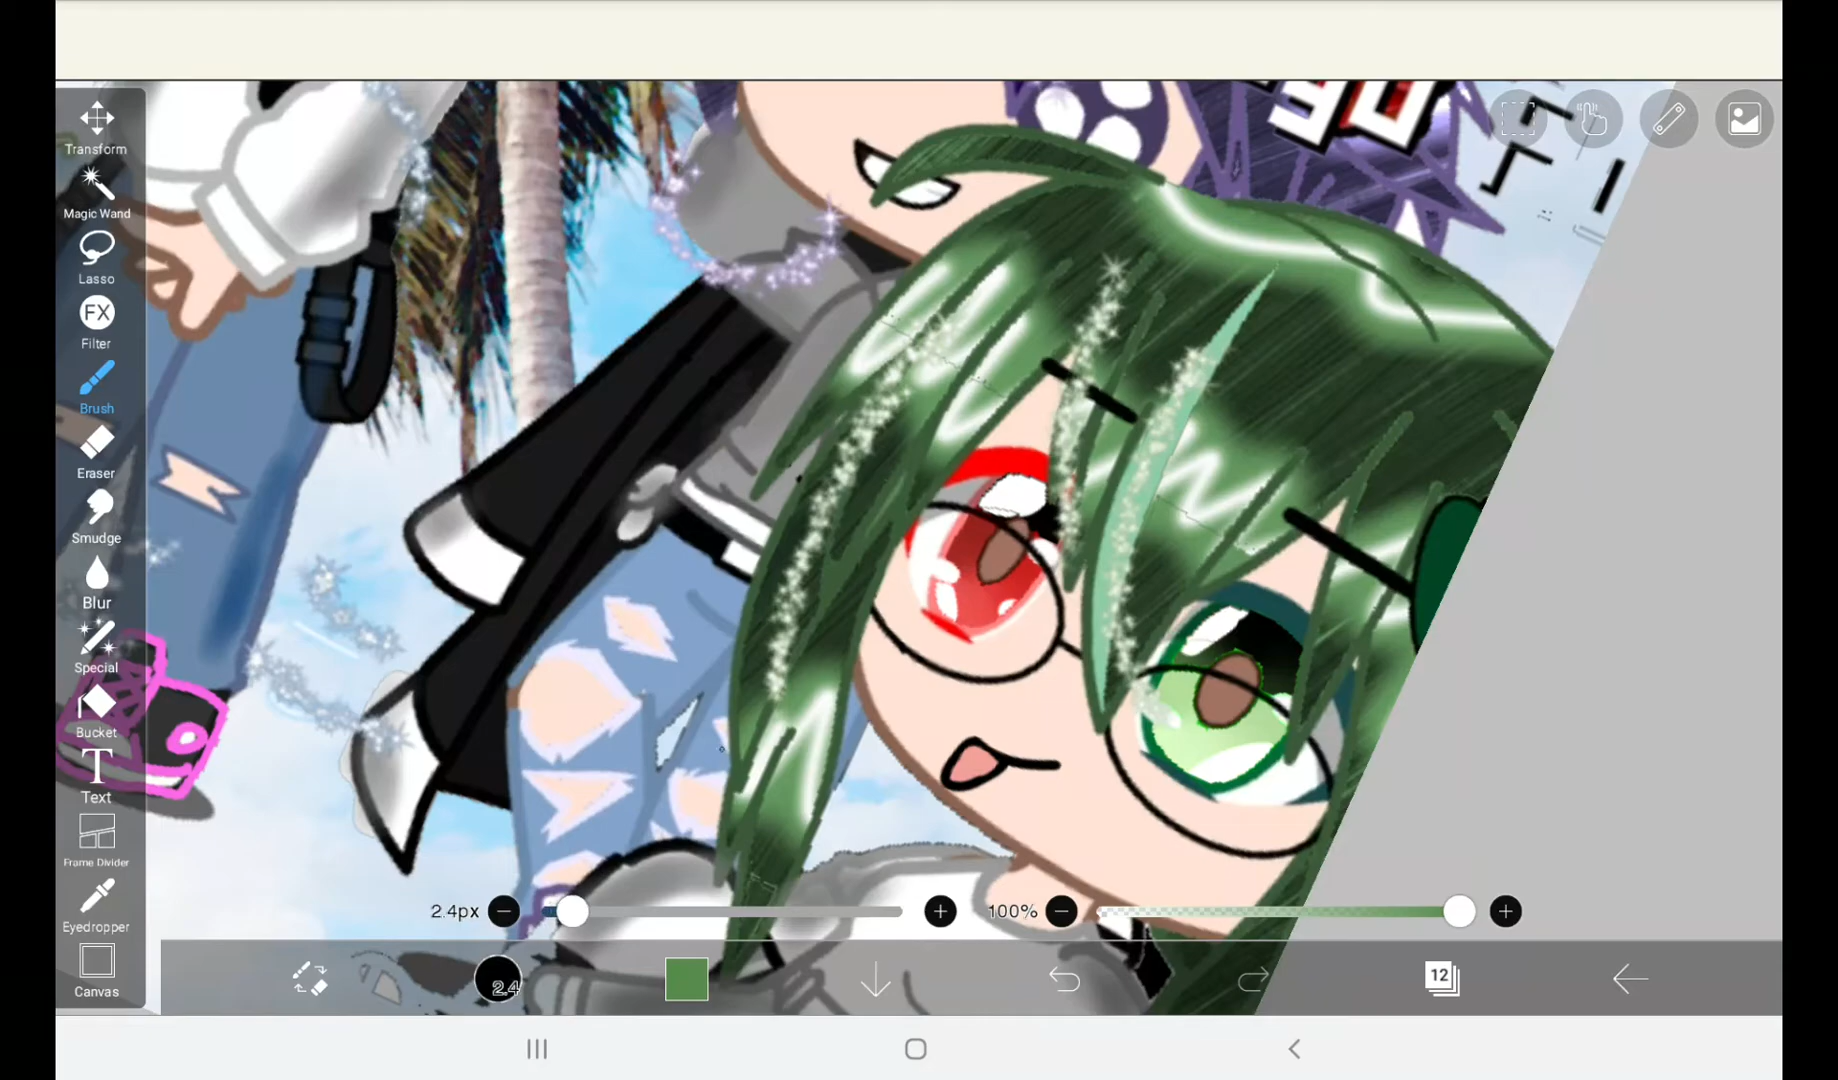 Transform
Magic Wand
Lasso
FX
Filter
Brush
Eraser
Smudge
Blur
Special
Bucket
T
Text
Frame Divider
Eyedropper
Canvas
2.4px
100%
2.4
12